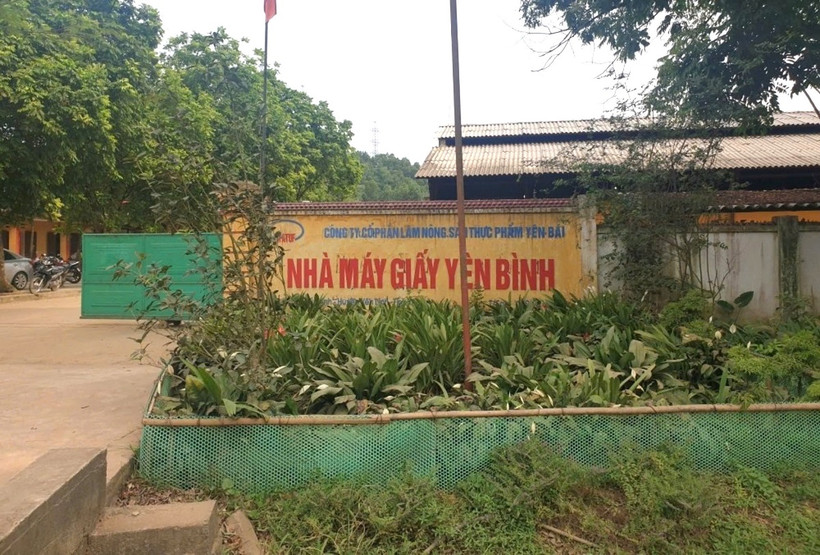 CÔNG TY CỔ PHẦN LÂM NÔNG SẢN THỰC PHẨM YÊN BÁI
NHÀ MÁY GIẤY YÊN BÌNH